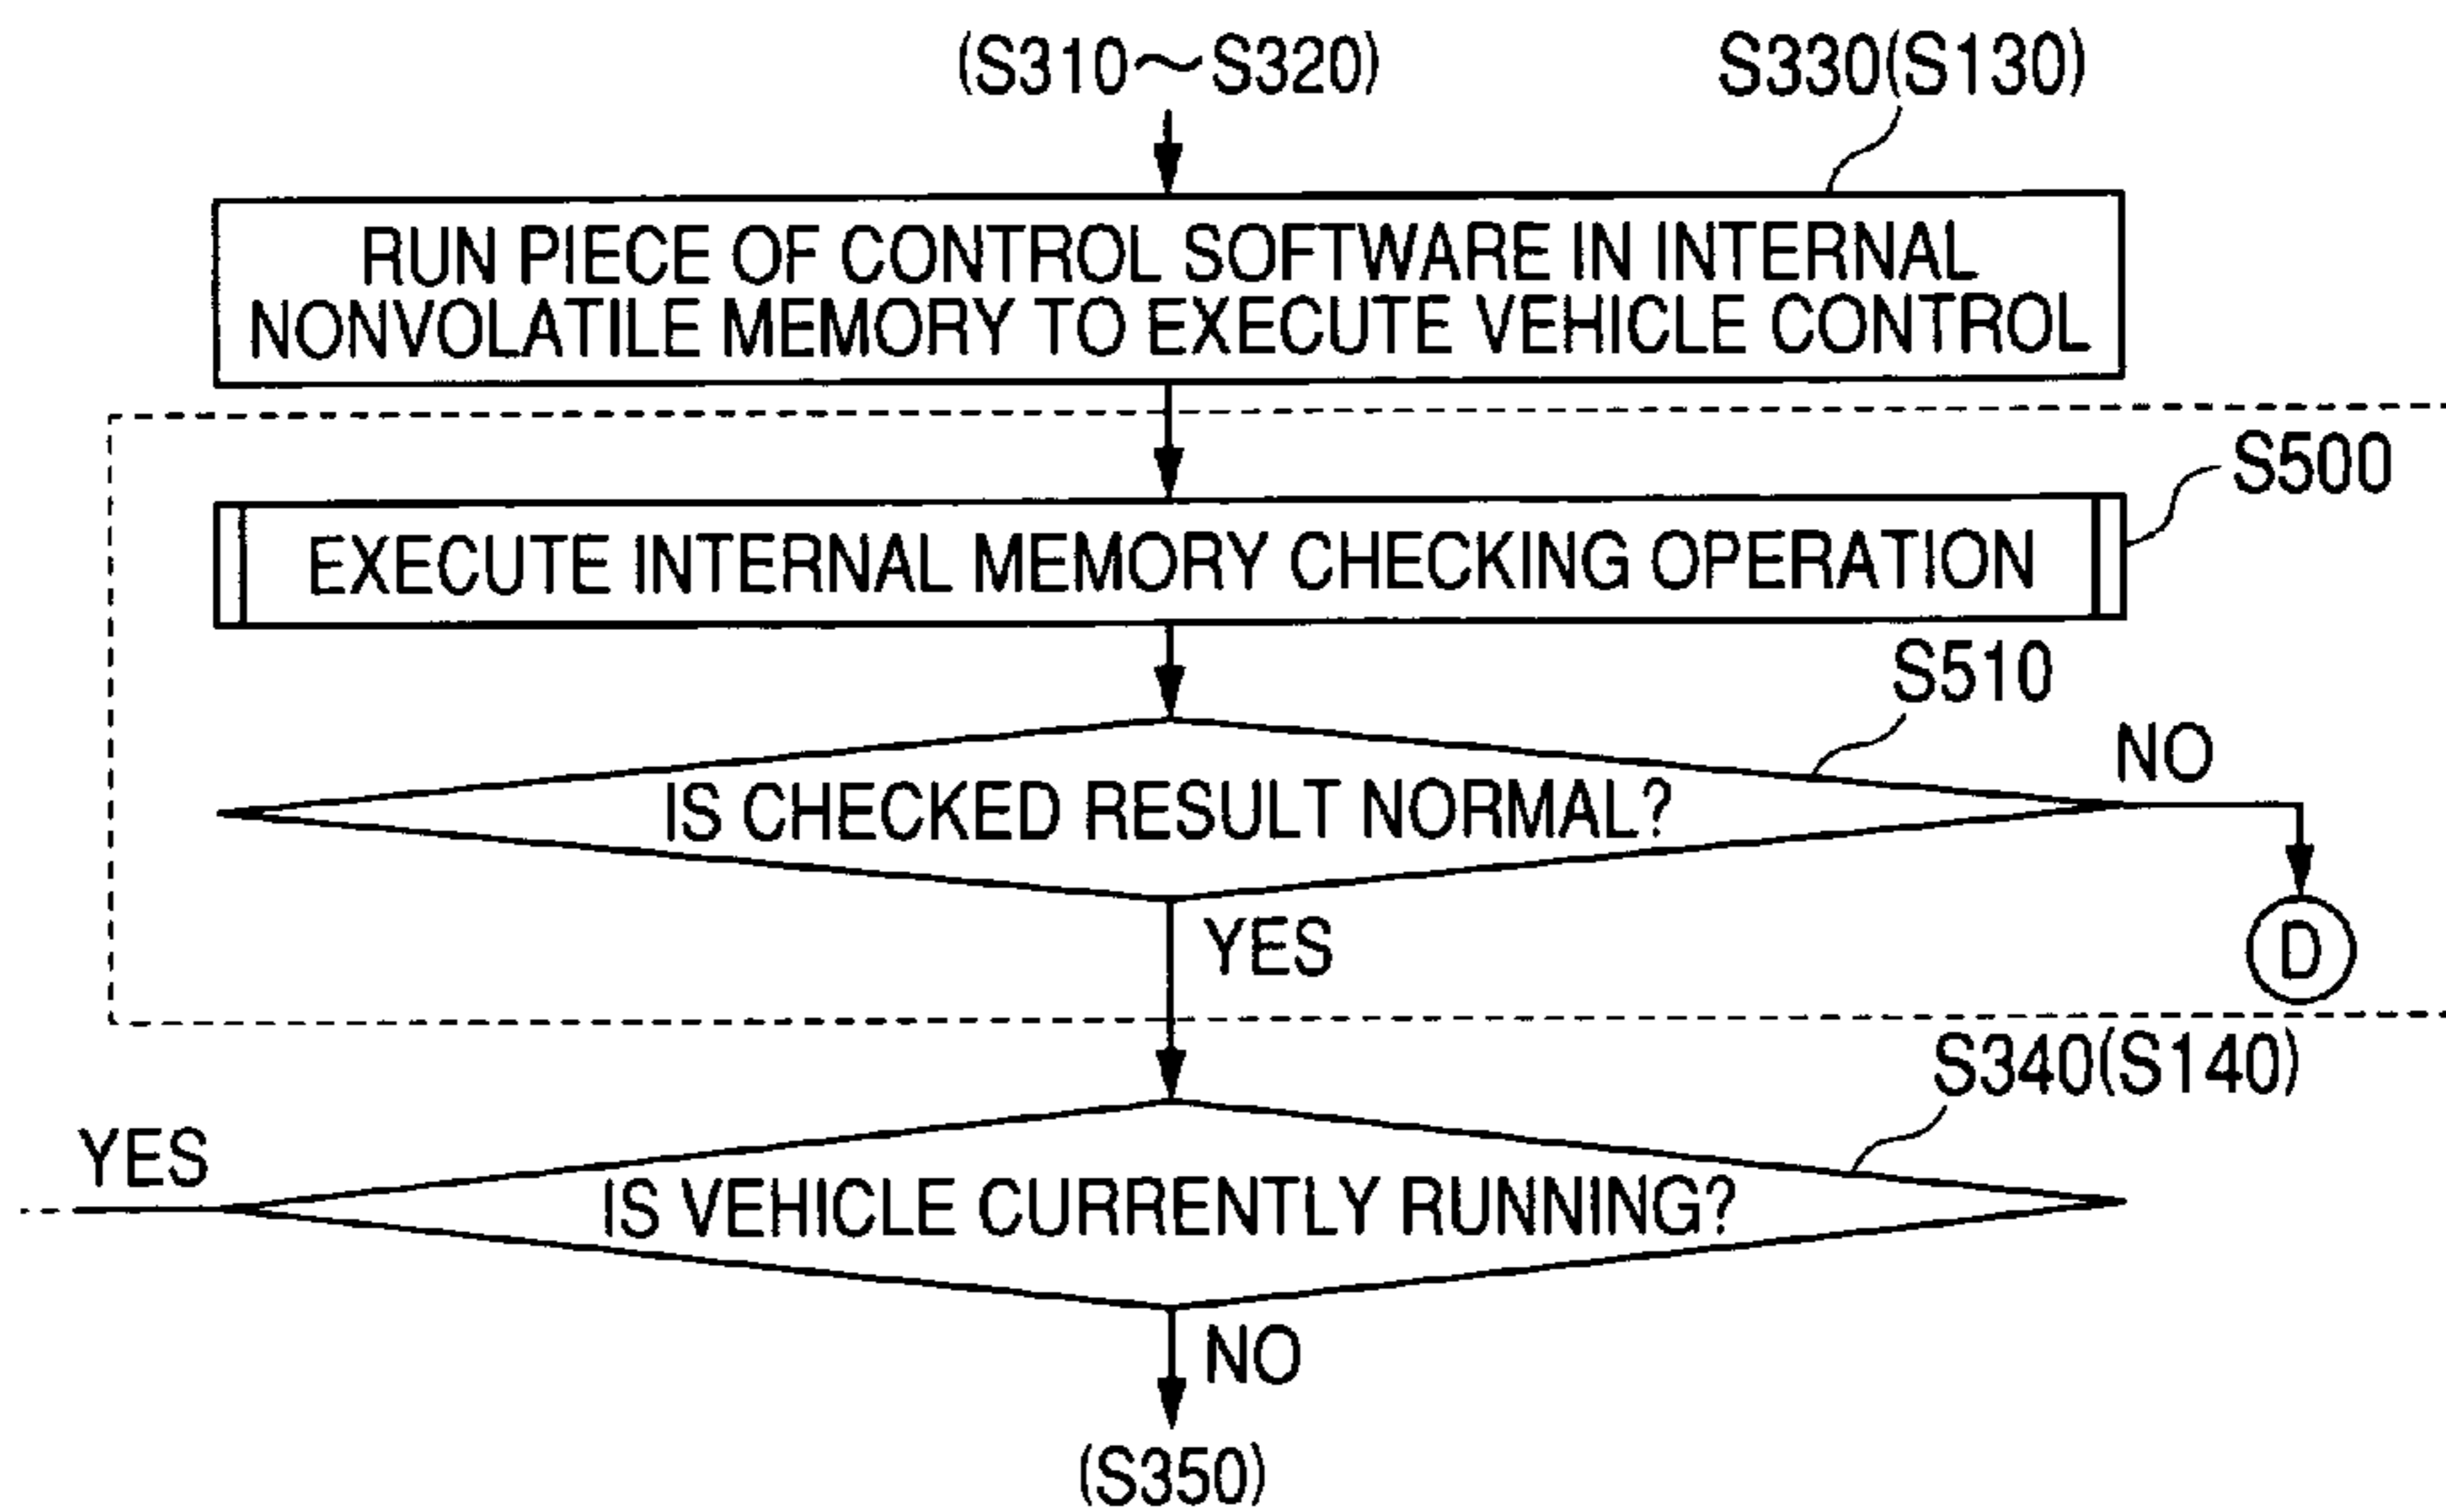 (S310~S320)
S330(S130)
RUN PIECE OF CONTROL SOFTWARE IN INTERNAL
NONVOLATILE MEMORY TO EXECUTE VEHICLE CONTROL
S500
EXECUTE INTERNAL MEMORY CHECKING OPERATION
S510
NO
IS CHECKED RESULT NORMAL?
YES
D
S340(S140)
YES
IS VEHICLE CURRENTLY RUNNING?
NO
(S350)